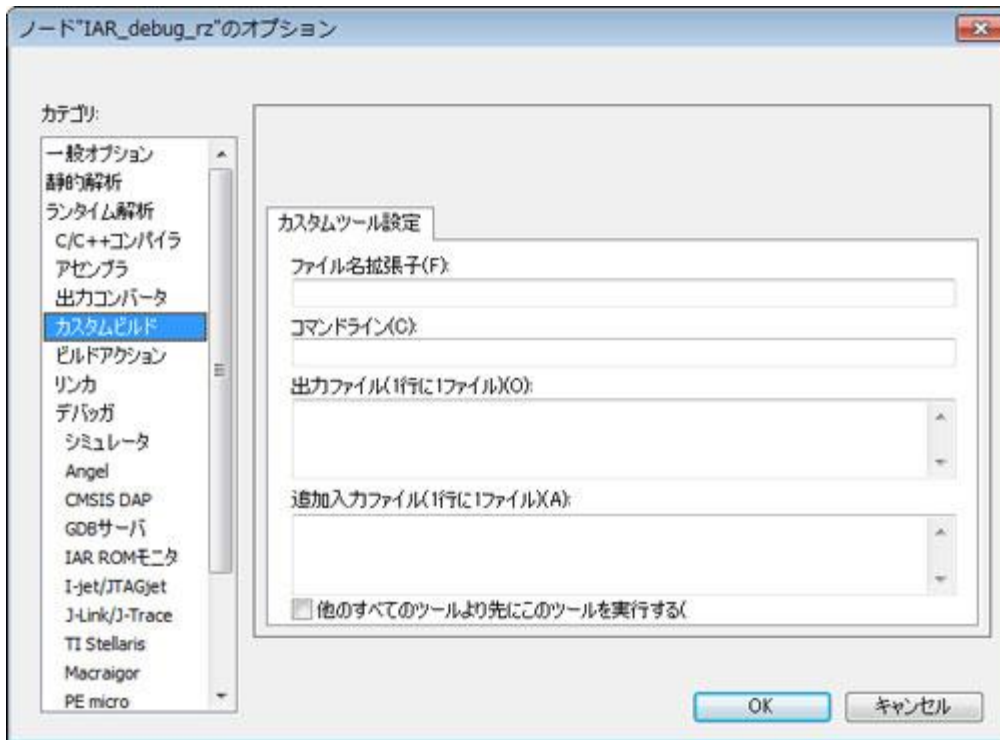 ノード"IAR_debug_rz"のオプション
カテゴリ:
一般オプション
静的解析
ランタイム解析
C/C++コンパイラ
アセンブラ
出力コンバータ
カスタムビルド
ビルドアクション
リンカ
デバッガ
シミュレータ
Angel
CMSIS DAP
GDBサーバ
IAR ROMモニタ
I-jet/JTAGjet
J-Link/J-Trace
TI Stellaris
Macraigor
PE micro
カスタムツール設定
ファイル名拡張子(F):
コマンドライン(C):
出力ファイル(1行に1ファイル)(O):
追加入力ファイル(1行に1ファイル)(A):
他のすべてのツールより先にこのツールを実行する(
OK
キャンセル